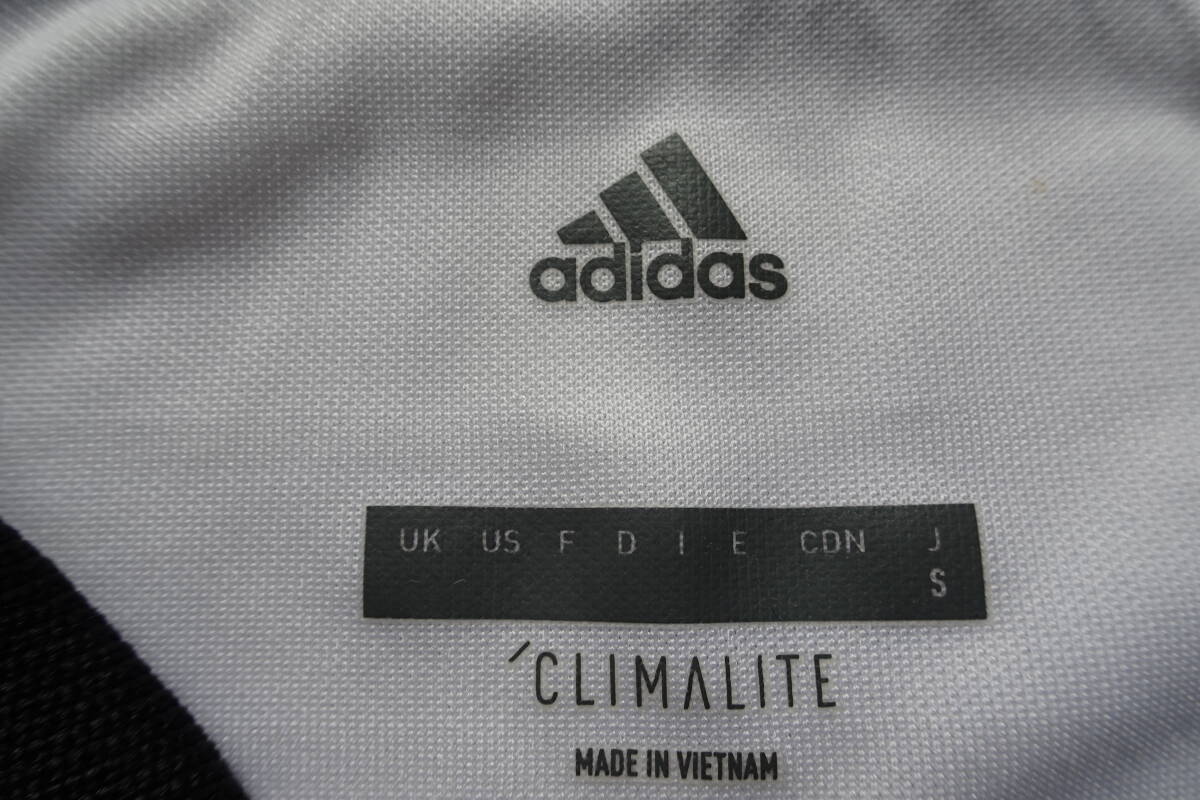 adidas
UK US F D I E CDN J
S
CLIMALITE
MADE IN VIETNAM